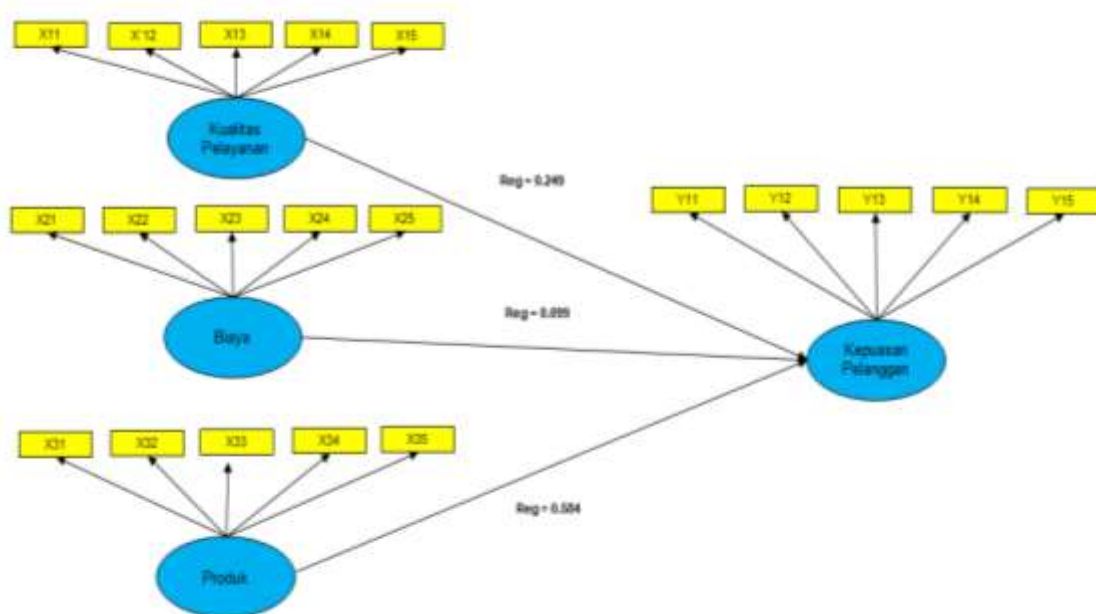 X11 X'12 X13 X14 X15
Kualitas
Pelayanan
Reg = 0.249
Y11 Y12 Y13 Y14 Y15
X21 X22 X23 X24 X25
Reg = 0.099
Biaya
Kepuasan
Pelanggan
X31 X32 X33 X34 X35
Reg = 0.584
Produk